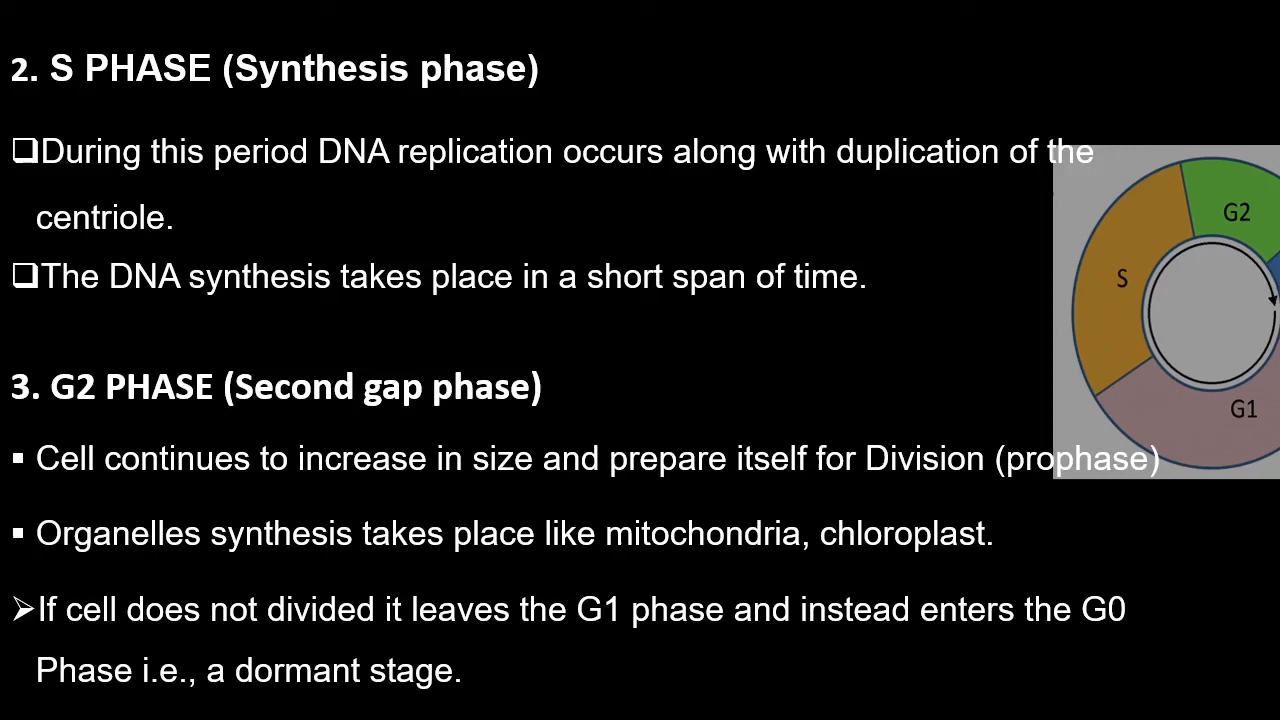 2. S PHASE (Synthesis phase)
❑During this period DNA replication occurs along with duplication of the
centriole.
❑The DNA synthesis takes place in a short span of time.
3. G2 PHASE (Second gap phase)
▪ Cell continues to increase in size and prepare itself for Division (prophase)
▪ Organelles synthesis takes place like mitochondria, chloroplast.
➢If cell does not divided it leaves the G1 phase and instead enters the G0
Phase i.e., a dormant stage.
G2
S
G1